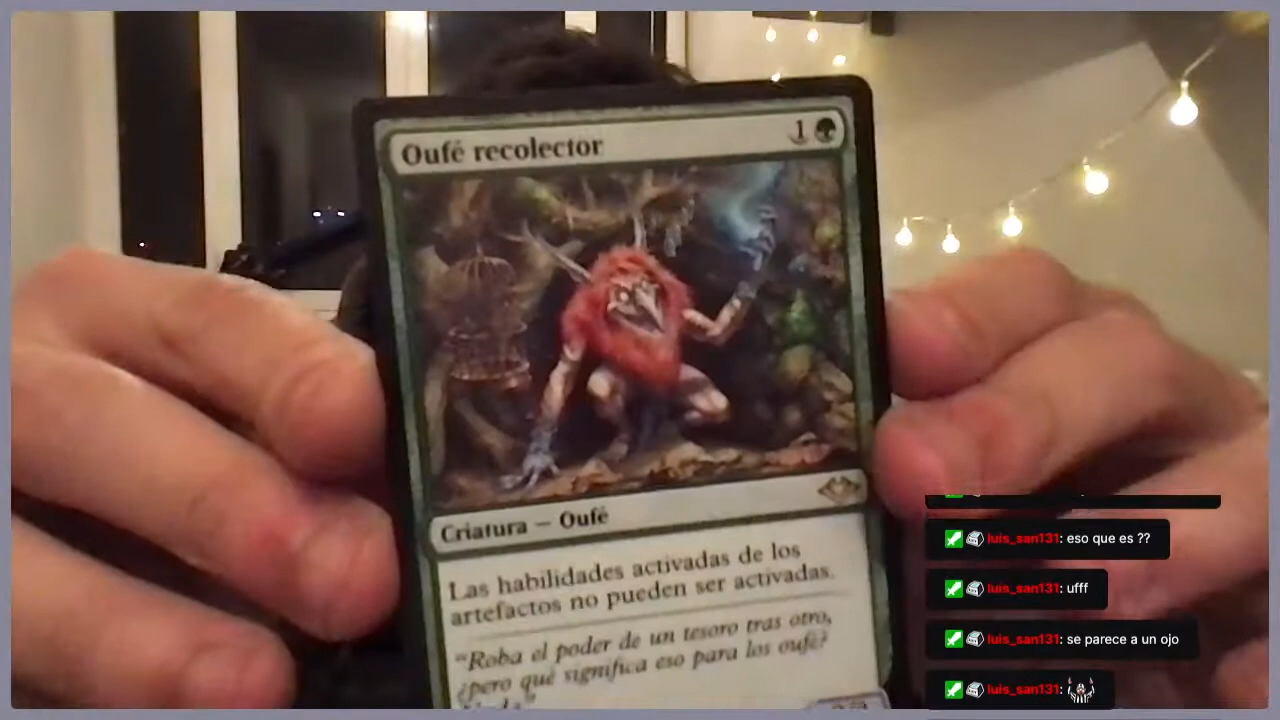 Oufé recolector 1
Criatura — Oufé
Las habilidades activadas de los
artefactos no pueden ser activadas.
"Roba el poder de un tesoro tras otro,
¿pero qué significa eso para los oufé?
luis_san131: eso que es ??
luis_san131: ufff
luis_san131: se parece a un ojo
luis_san131: